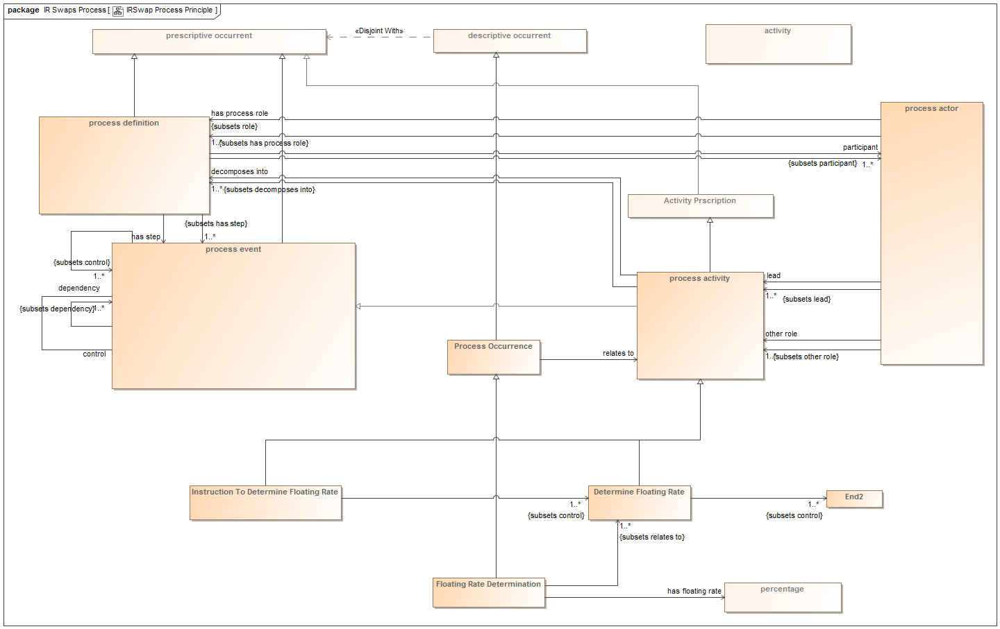 package IR Swaps Process [ IRSwap Process Principle ]
prescriptive occurrent
«Disjoint With»
descriptive occurrent
activity
process definition
has process role
{subsets role}
1..* {subsets has process role}
process actor
participant
{subsets participant} 1..*
decomposes into
1..* {subsets decomposes into}
Activity Prscription
{subsets has step}
has step
1..*
process event
{subsets control}
1..*
dependency
{subsets dependency} 1..*
control
process activity
lead
1..* {subsets lead}
other role
1..* {subsets other role}
Process Occurrence
relates to
Instruction To Determine Floating Rate
1..*
{subsets control}
Determine Floating Rate
1..*
{subsets control}
End2
1..*
{subsets relates to}
Floating Rate Determination
has floating rate
percentage